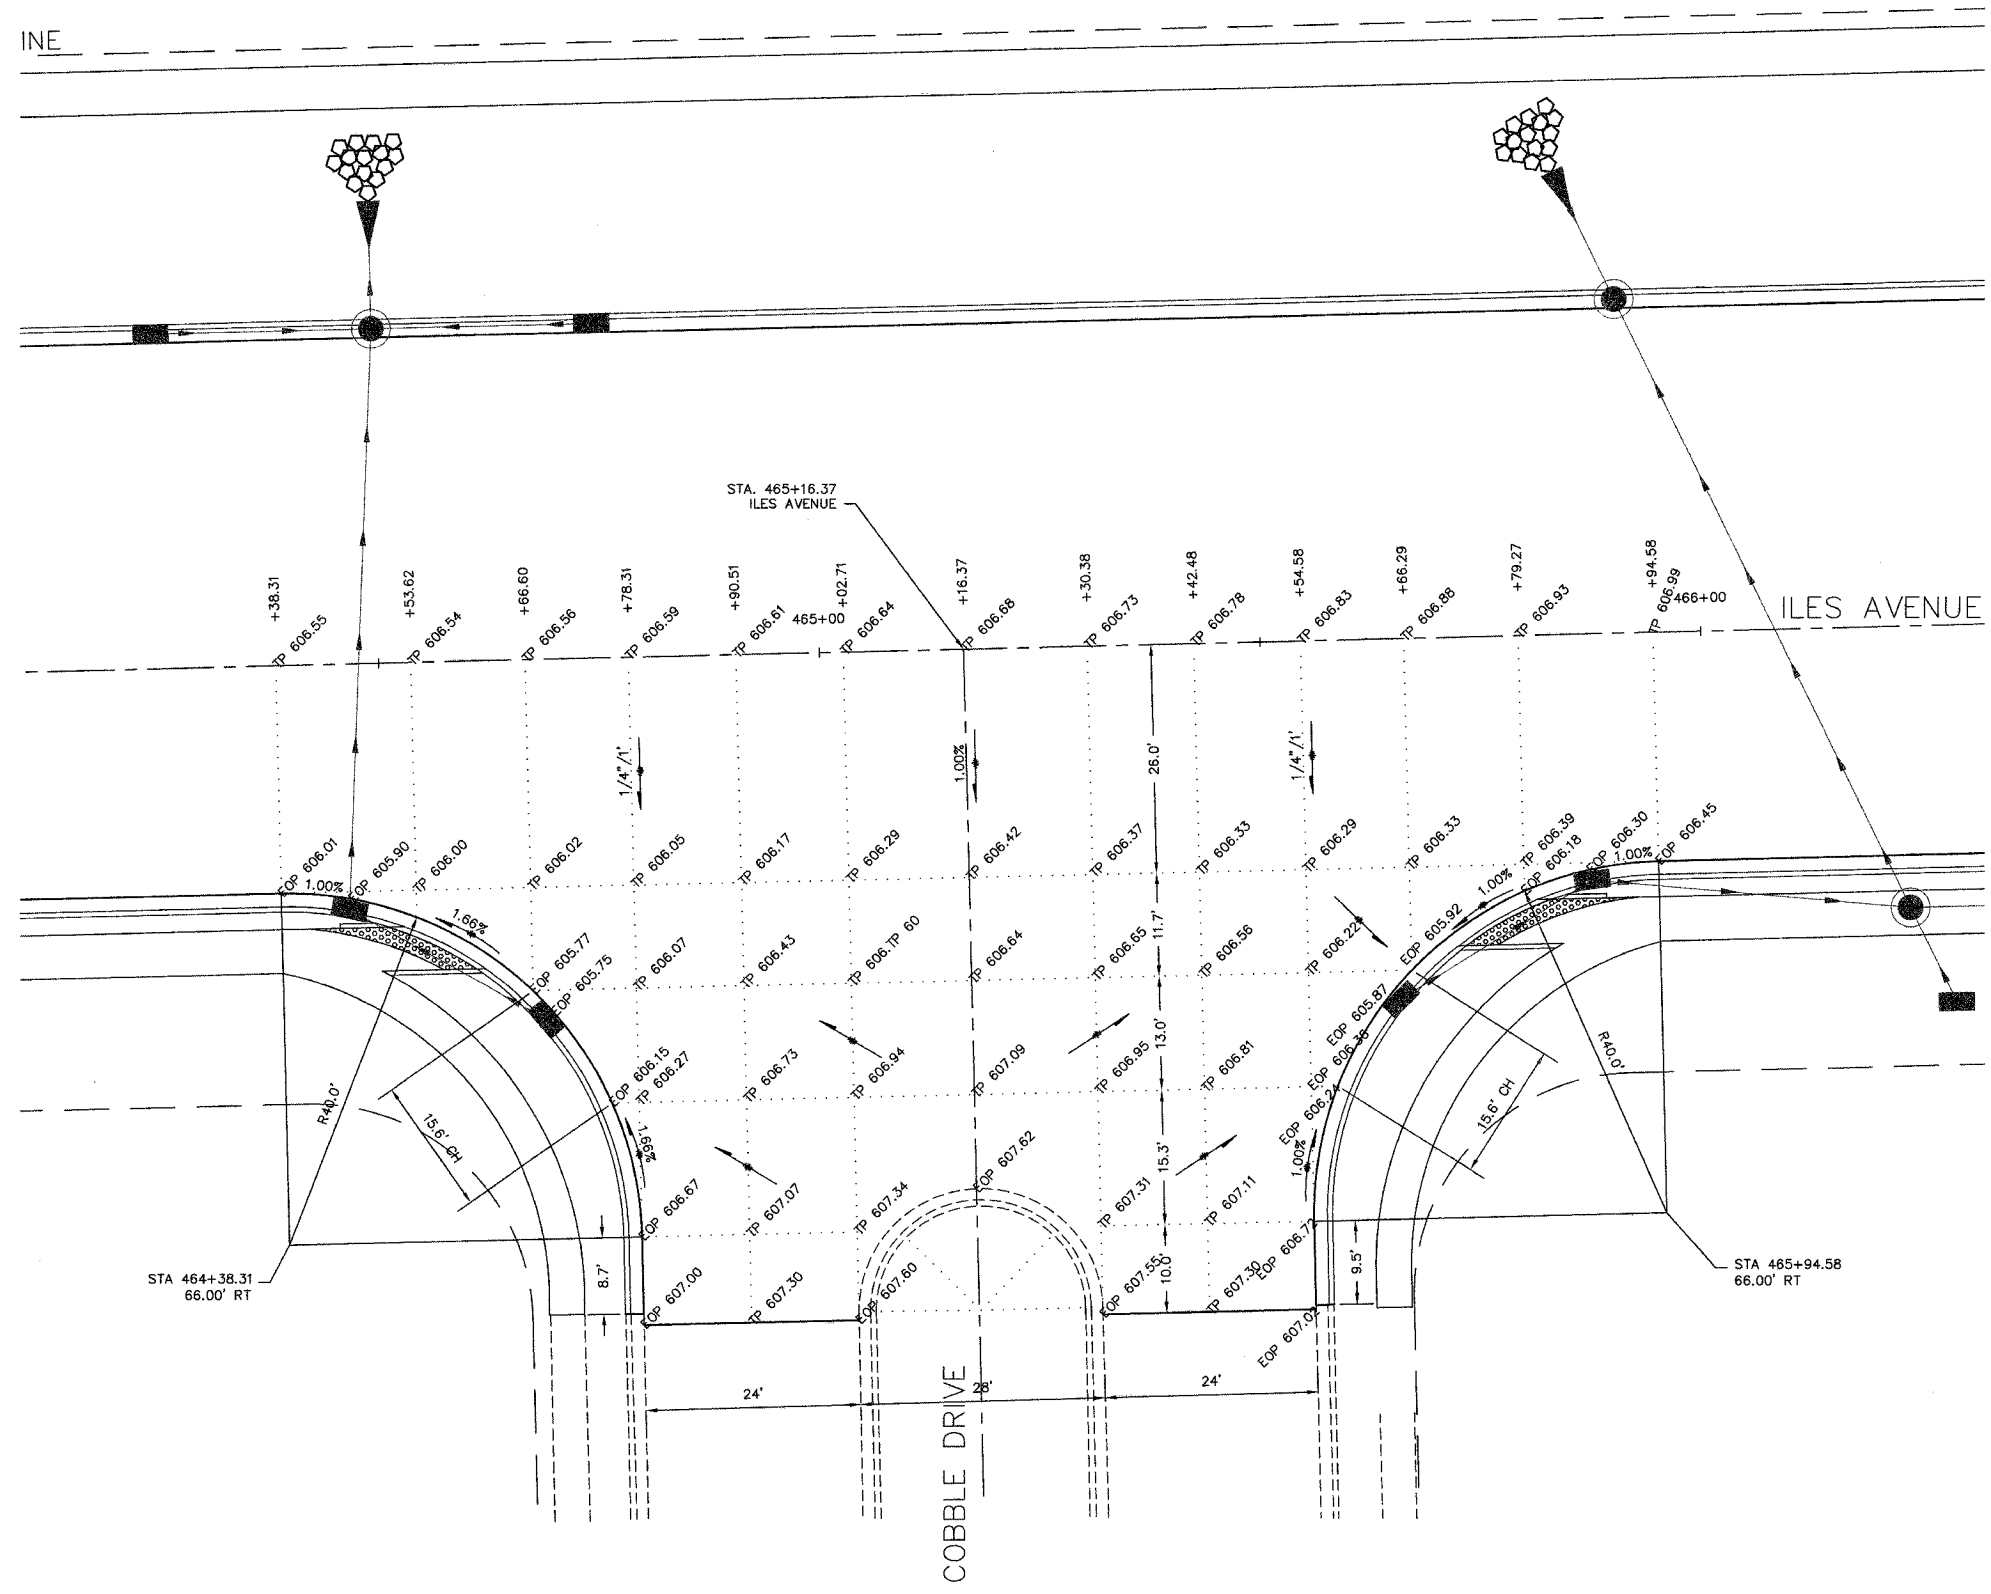 INE
STA. 465+16.37
ILES AVENUE
+38.31
+53.62
+66.60
+78.31
+90.51
+02.71
+16.37
+30.38
+42.48
+54.58
+66.29
+79.27
+94.58
465+00
466+00
ILES AVENUE
TP 606.55
TP 606.54
TP 606.56
TP 606.59
TP 606.61
TP 606.64
TP 606.68
TP 606.73
TP 606.78
TP 606.83
TP 606.88
TP 606.93
TP 606.99
1/4"/1'
1.00%
26.0'
1/4"/1'
EOP 606.01
1.00%
EOP 605.90
TP 606.00
TP 606.02
TP 606.05
TP 606.17
TP 606.29
TP 606.42
TP 606.37
TP 606.33
TP 606.29
TP 606.33
TP 606.39
EOP 606.18
EOP 606.30
1.00%
EOP 606.45
1.66%
1.00%
11.7'
EOP 605.77
EOP 605.75
TP 606.07
TP 606.43
TP 606.
TP 60
TP 606.64
TP 606.65
TP 606.56
TP 606.22
EOP 605.92
EOP 605.87
13.0'
EOP 606.15
TP 606.27
TP 606.73
TP 606.94
TP 607.09
TP 606.95
TP 606.81
EOP 606.36
EOP 606.24
R40.0'
15.6' CH
1.66%
15.3'
1.00%
15.6' CH
R40.0'
EOP 606.67
TP 607.07
TP 607.34
EOP 607.62
TP 607.31
TP 607.11
EOP 606.72
8.7'
10.0'
9.5'
STA 464+38.31
66.00' RT
STA 465+94.58
66.00' RT
EOP 607.00
TP 607.30
EOP 607.60
EOP 607.55
TP 607.30
EOP 607.02
24'
28'
24'
COBBLE DRIVE